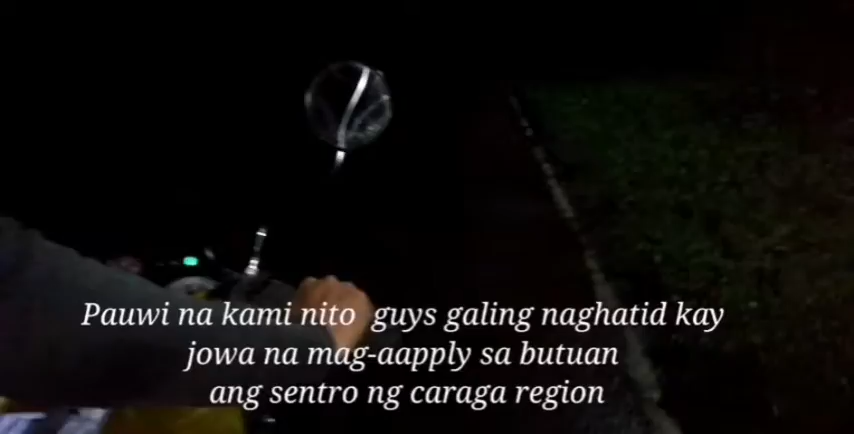 Pauwi na kami nito guys galing naghatid kay
jowa na mag-aapply sa butuan
ang sentro ng caraga region